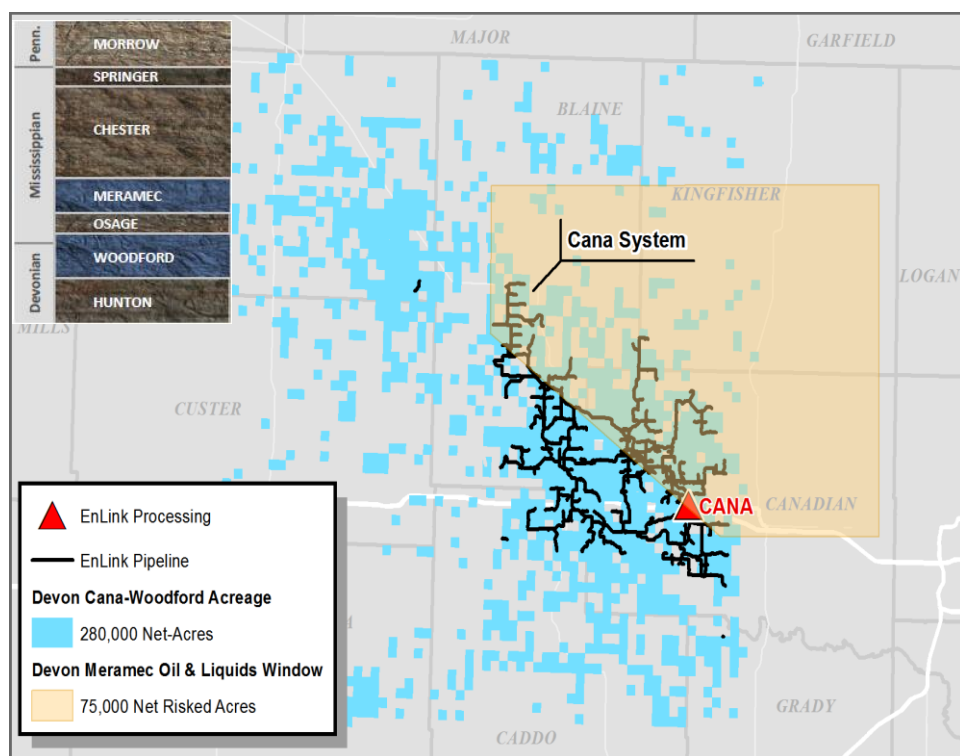 Penn.
MORROW
Mississippian
SPRINGER
CHESTER
MERAMEC
OSAGE
Devonian
WOODFORD
HUNTON
MAJOR
GARFIELD
BLAINE
KINGFISHER
Cana System
LOGAN
MILLS
CUSTER
CANA
CANADIAN
EnLink Processing
EnLink Pipeline
Devon Cana-Woodford Acreage
280,000 Net-Acres
Devon Meramec Oil & Liquids Window
75,000 Net Risked Acres
GRADY
CADDO